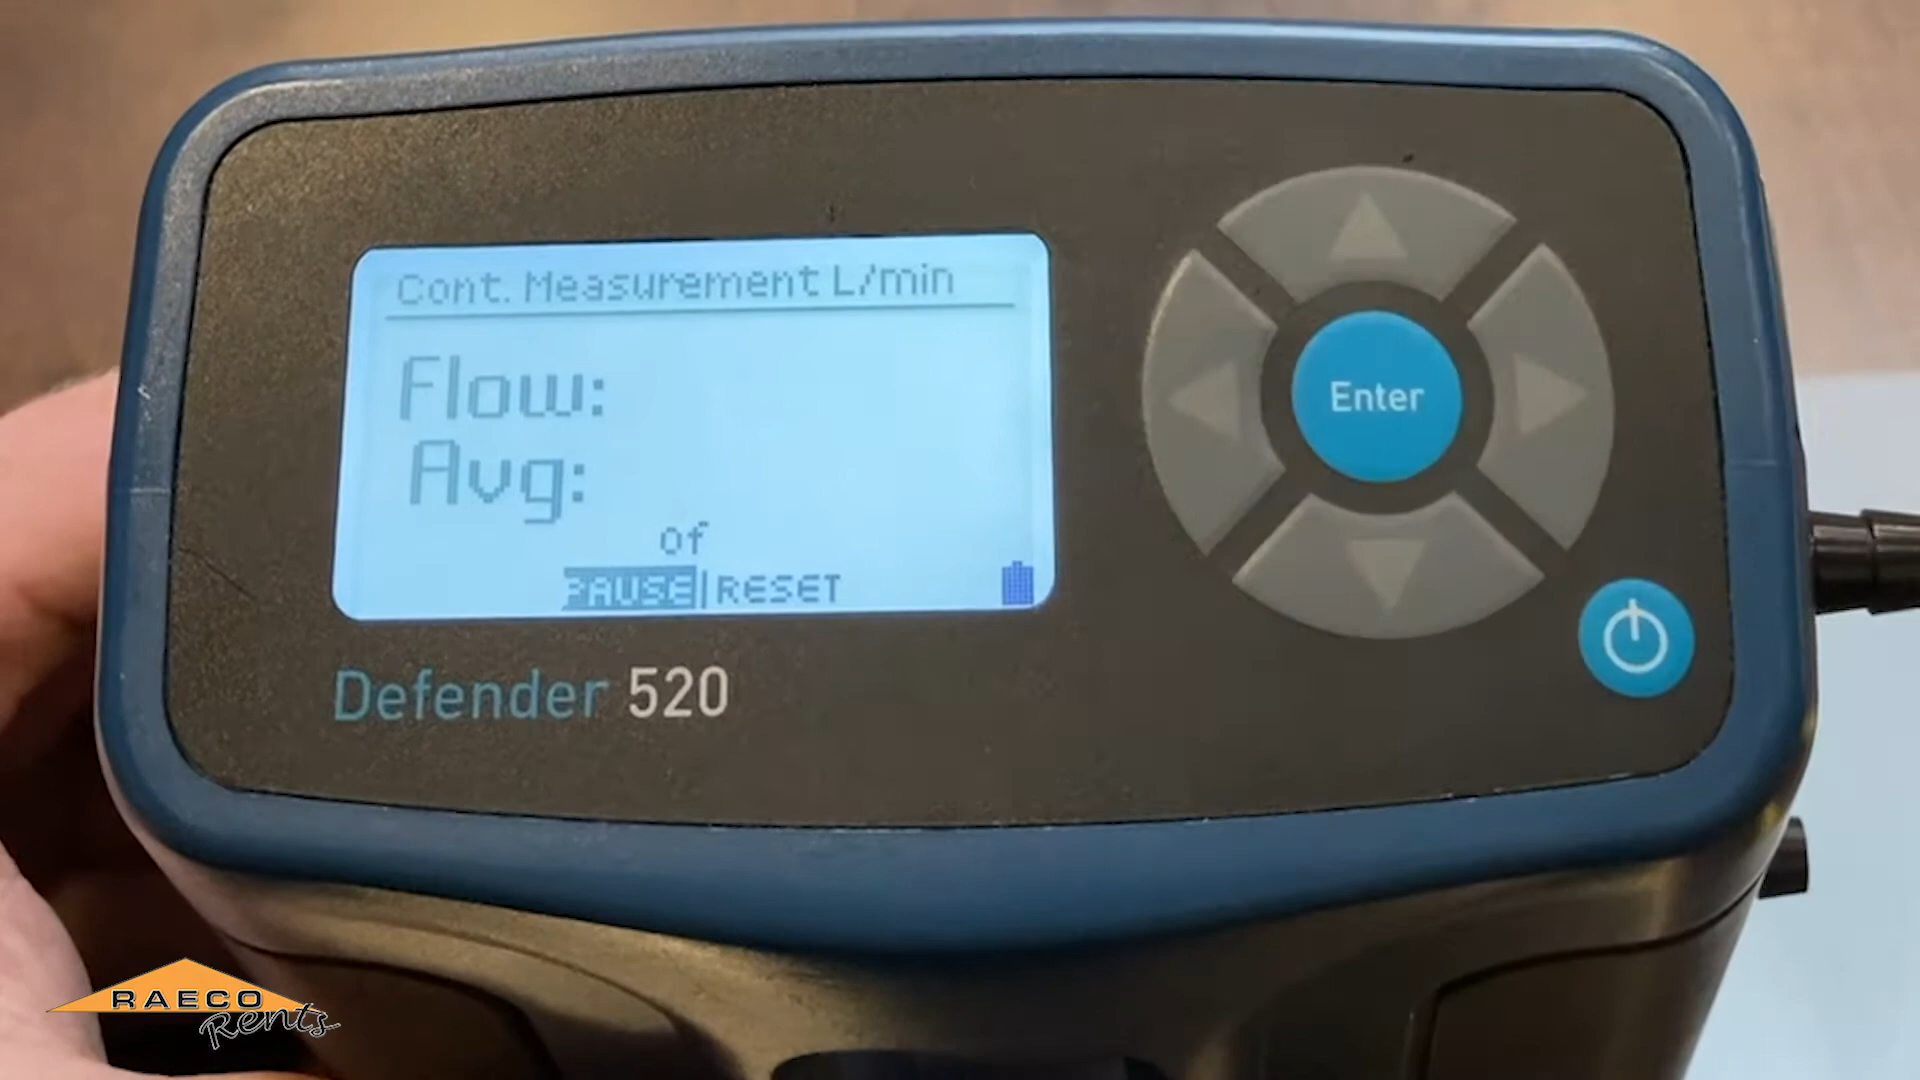 Cont. Measurement L/min
Flow:
Avg:
of
PAUSE|RESET
Defender 520
Enter
RAECO
Rents